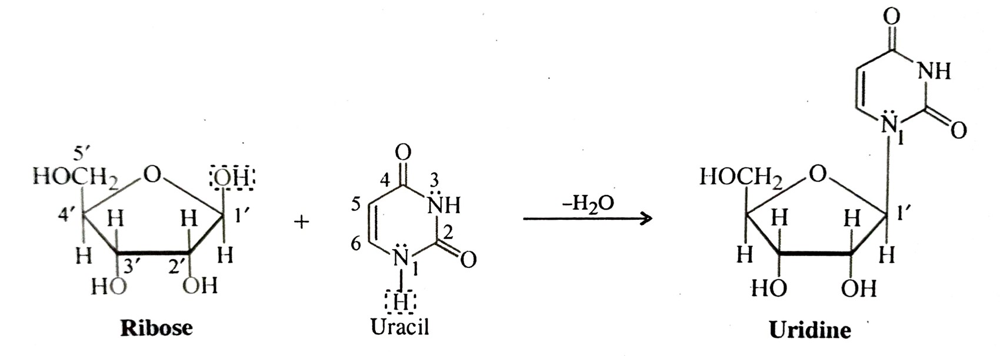 O
NH
N̈
1
O
5′
HOCH₂ O OH
4′ H H 1′
H H
3′ 2′
HO OH
Ribose
+
O
4 3
5 N̈H
2
6
N̈ O
1
H
Uracil
–H₂O
HOCH₂ O
H H 1′
H H
HO OH
Uridine